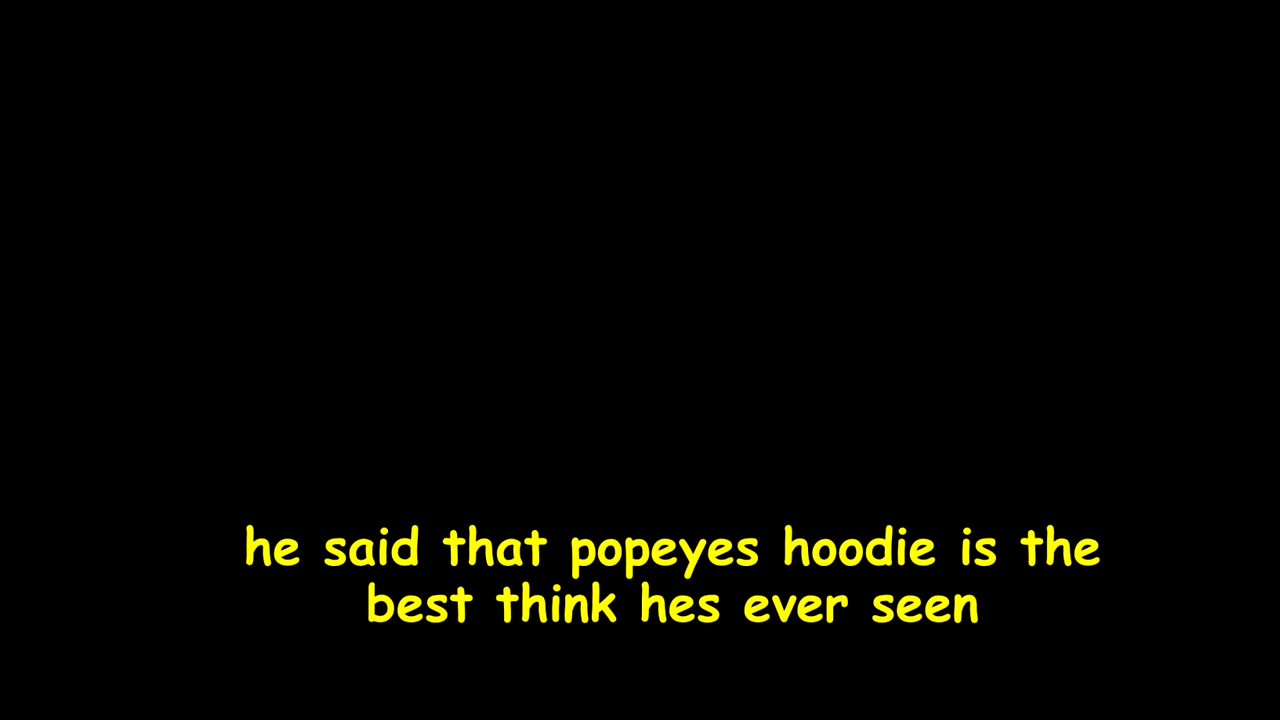 he said that popeyes hoodie is the
best think hes ever seen